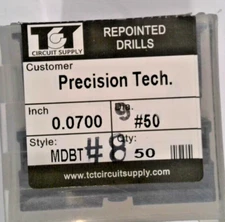 TCT
CIRCUIT SUPPLY
REPOINTED
DRILLS
Customer
Precision Tech.
Inch
0.0700
#50
Style:
Qty:
MDBT
#8
50
www.tctcircuitsupply.com